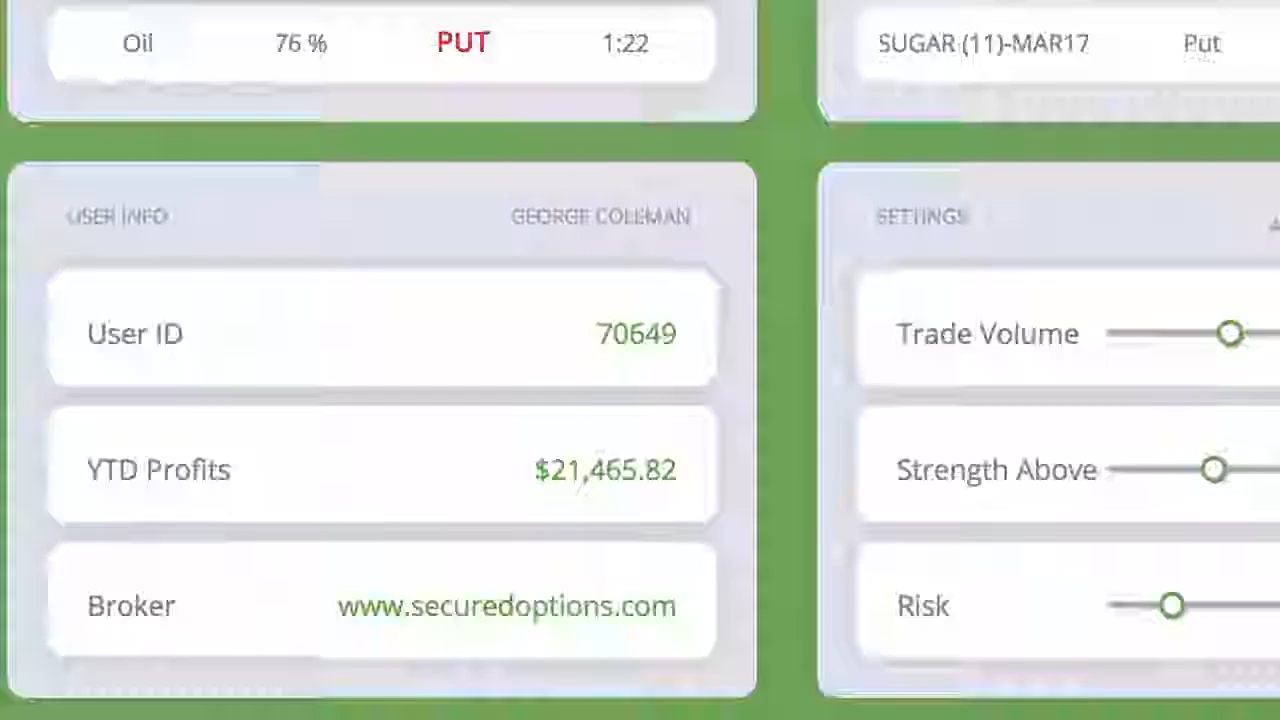 Oil 76 % PUT 1:22
SUGAR (11)-MAR17 Put
USER INFO GEORGE COLEMAN
User ID 70649
YTD Profits $21,465.82
Broker www.securedoptions.com
SETTINGS
Trade Volume
Strength Above
Risk